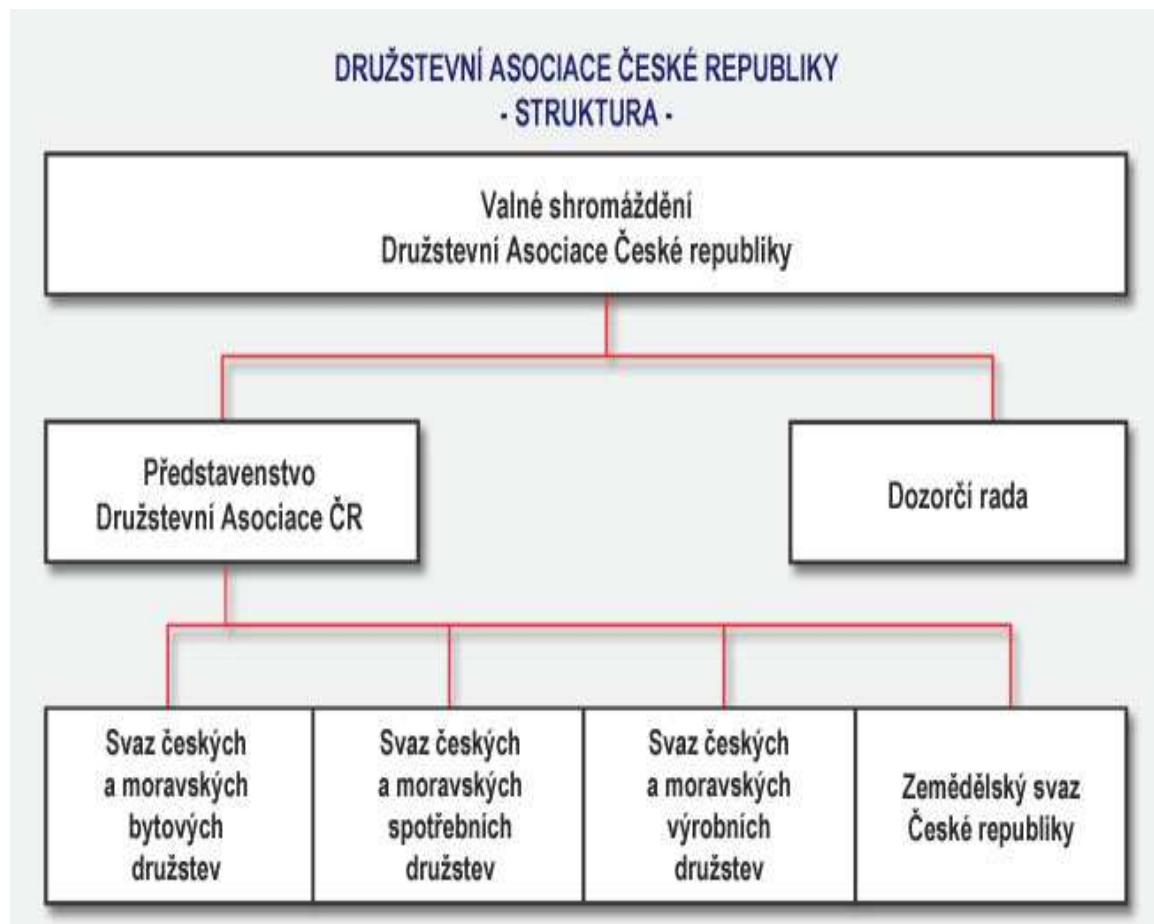 DRUŽSTEVNÍ ASOCIACE ČESKÉ REPUBLIKY
- STRUKTURA -
Valné shromáždění
Družstevní Asociace České republiky
Představenstvo
Družstevní Asociace ČR
Dozorčí rada
Svaz českých
a moravských
bytových
družstev
Svaz českých
a moravských
spotřebních
družstev
Svaz českých
a moravských
výrobních
družstev
Zemědělský svaz
České republiky